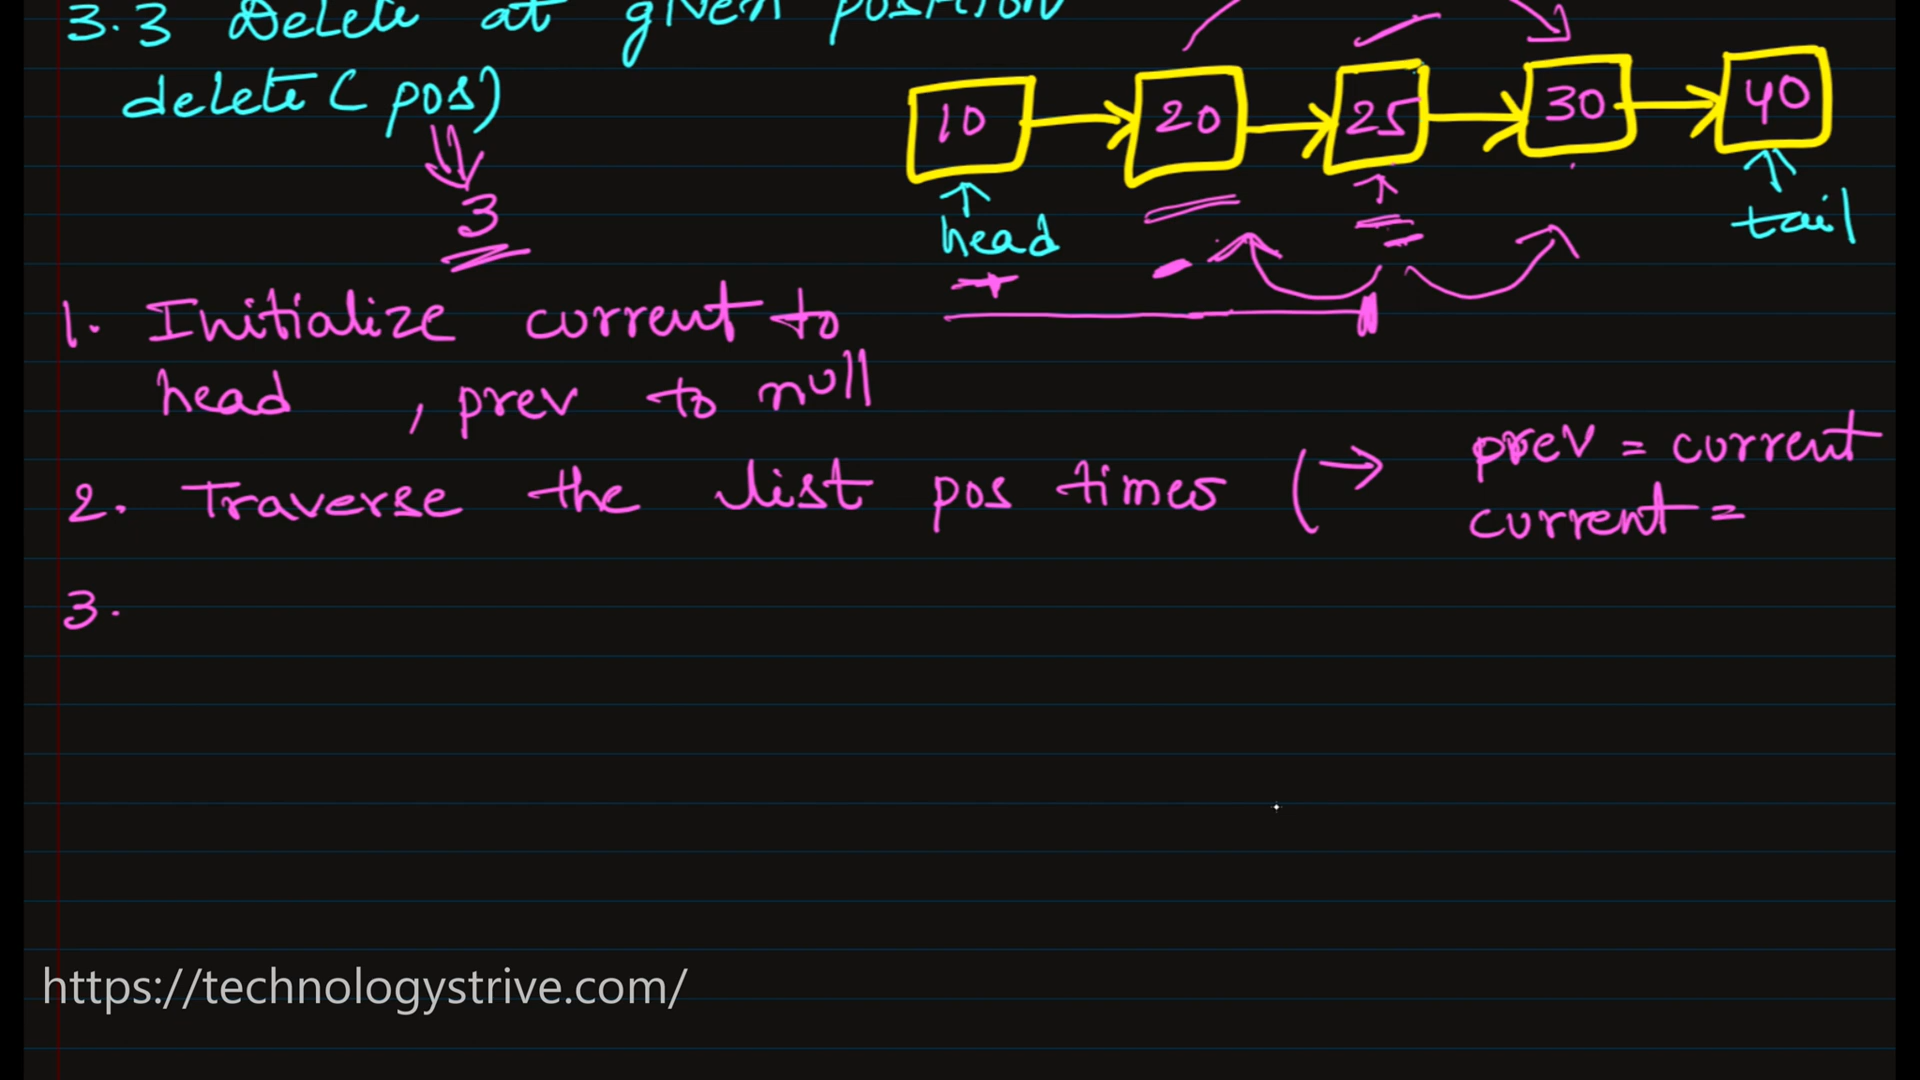 3.3 Delete at given position
delete ( pos)
3
10 20 25 30 40
head
tail
1. Initialize current to
head , prev to null
2. Traverse the list pos times ( → prev = current
current =
3.
https://technologystrive.com/